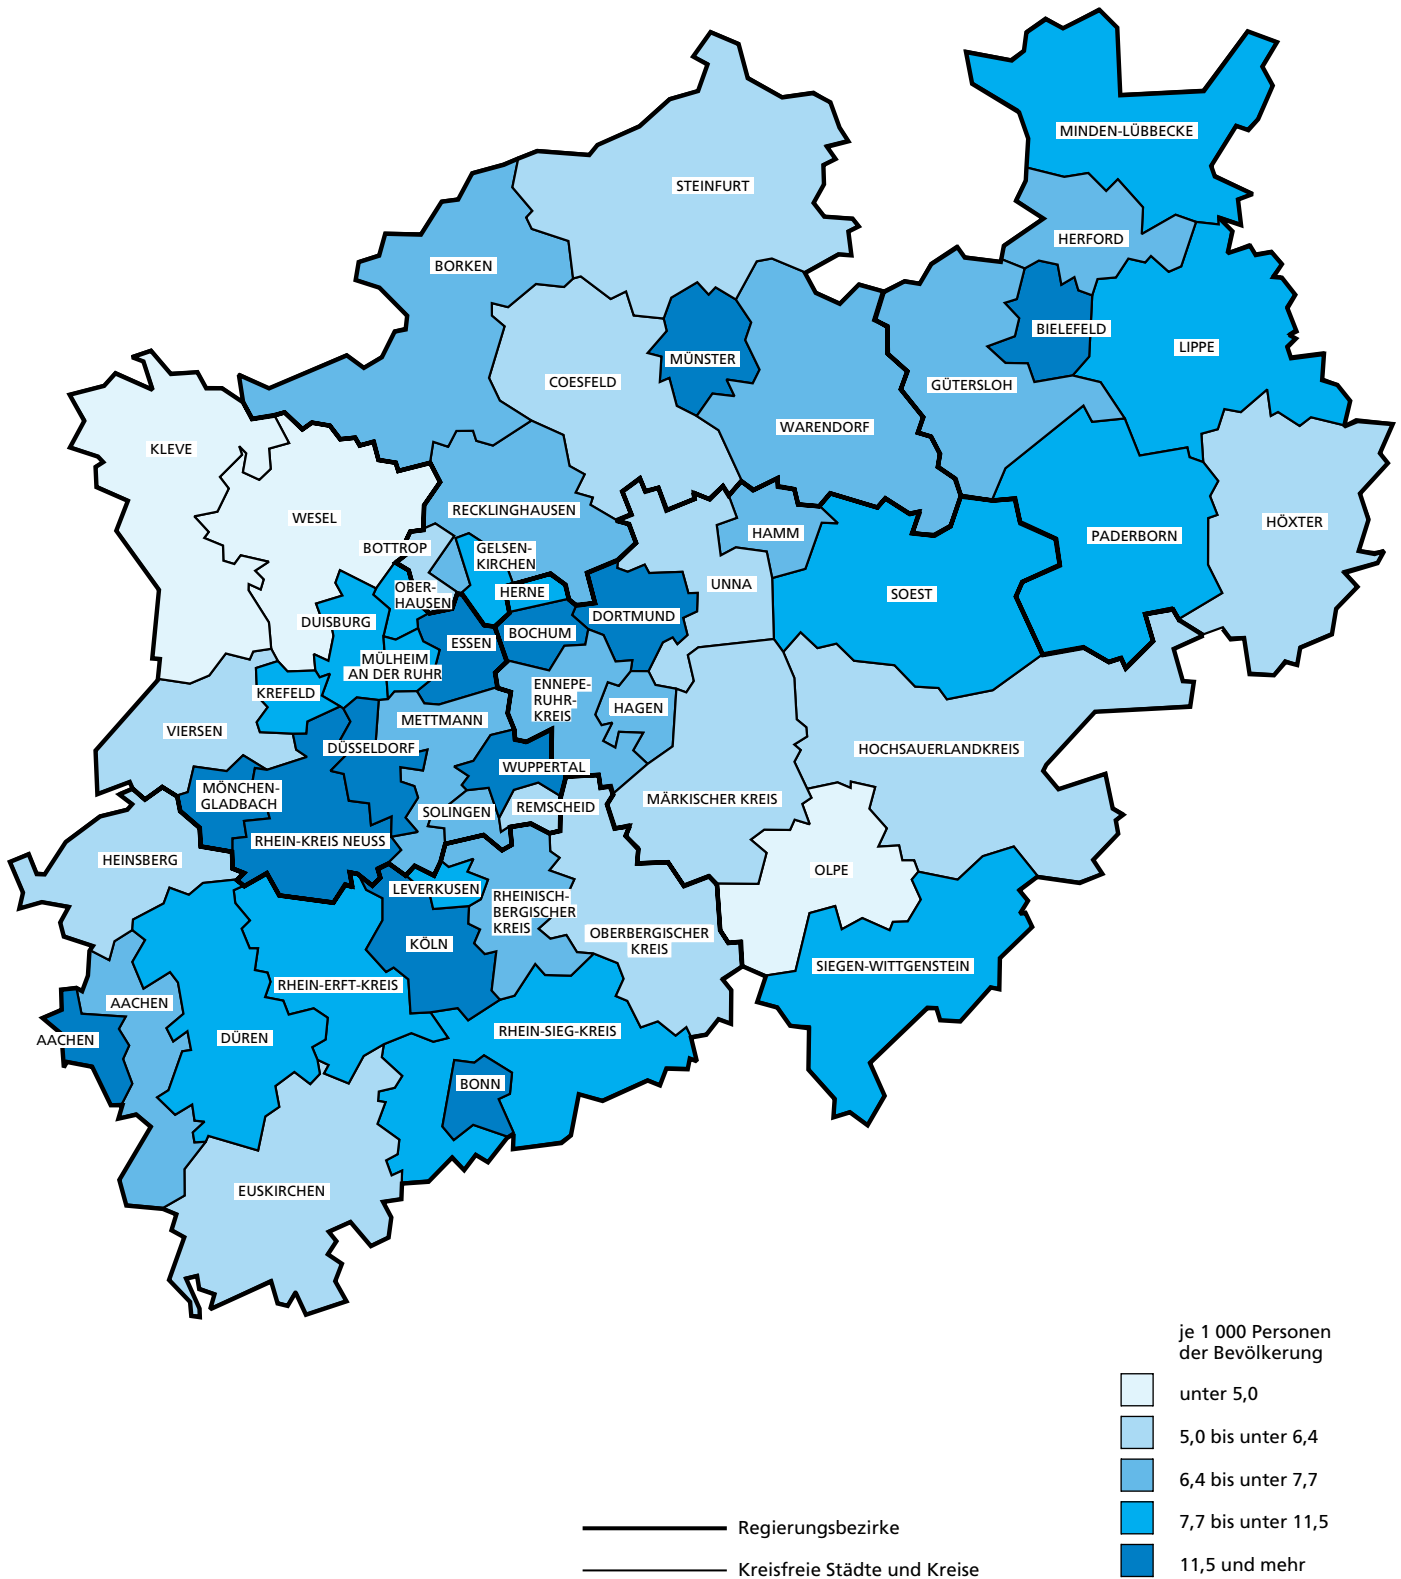 MINDEN-LÜBBECKE
STEINFURT
HERFORD
BORKEN
BIELEFELD
LIPPE
MÜNSTER
COESFELD
GÜTERSLOH
WARENDORF
KLEVE
RECKLINGHAUSEN
WESEL
HÖXTER
HAMM
PADERBORN
BOTTROP
GELSEN-
KIRCHEN
UNNA
OBER-
HAUSEN
HERNE
SOEST
DORTMUND
DUISBURG
BOCHUM
ESSEN
MÜLHEIM
AN DER RUHR
KREFELD
ENNEPE-
RUHR-
KREIS
HAGEN
METTMANN
VIERSEN
DÜSSELDORF
HOCHSAUERLANDKREIS
WUPPERTAL
MÖNCHEN-
GLADBACH
MÄRKISCHER KREIS
REMSCHEID
SOLINGEN
RHEIN-KREIS NEUSS
HEINSBERG
OLPE
LEVERKUSEN
RHEINISCH-
BERGISCHER
KREIS
OBERBERGISCHER
KREIS
KÖLN
SIEGEN-WITTGENSTEIN
RHEIN-ERFT-KREIS
AACHEN
RHEIN-SIEG-KREIS
AACHEN
DÜREN
BONN
EUSKIRCHEN
je 1 000 Personen
der Bevölkerung
unter 5,0
5,0 bis unter 6,4
6,4 bis unter 7,7
7,7 bis unter 11,5
11,5 und mehr
Regierungsbezirke
Kreisfreie Städte und Kreise